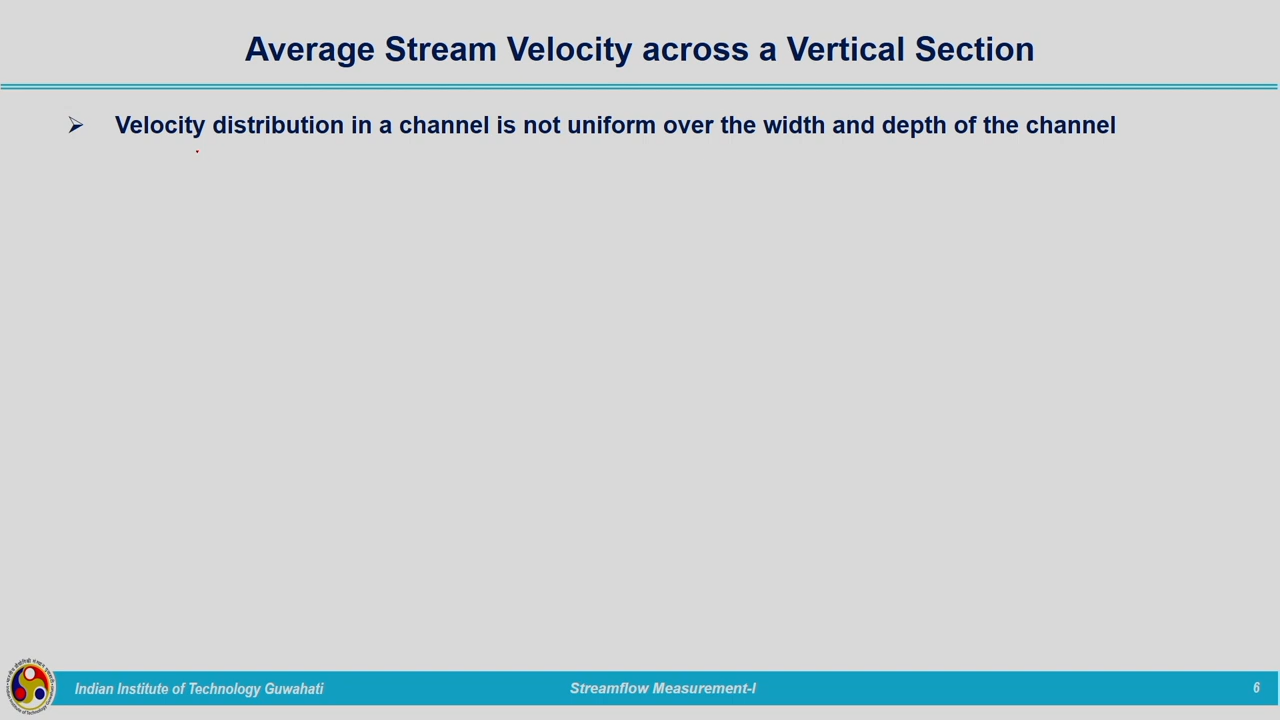 Average Stream Velocity across a Vertical Section
Velocity distribution in a channel is not uniform over the width and depth of the channel
Indian Institute of Technology Guwahati
Streamflow Measurement-I
6